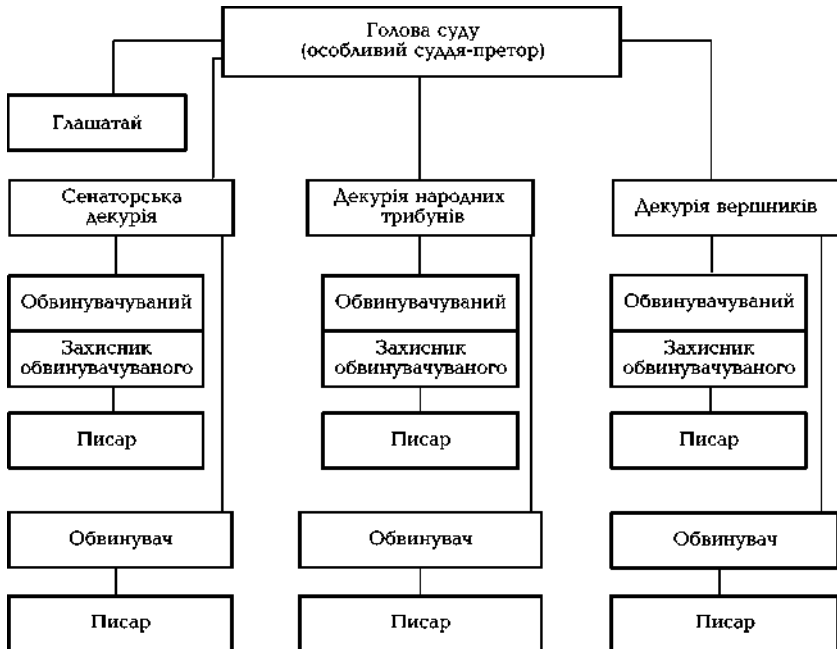 Голова суду
(особливий суддя-претор)
Глашатай
Сенаторська
декурія
Декурія народних
трибунів
Декурія вершників
Обвинувачуваний
Захисник
обвинувачуваного
Обвинувачуваний
Захисник
обвинувачуваного
Обвинувачуваний
Захисник
обвинувачуваного
Писар
Писар
Писар
Обвинувач
Обвинувач
Обвинувач
Писар
Писар
Писар